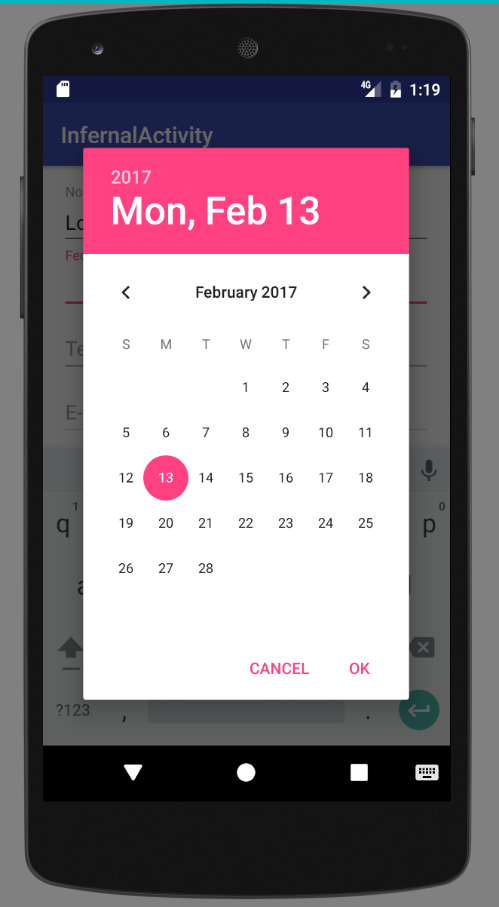 4G 1:19
InfernalActivity
2017
Mon, Feb 13
February 2017
S M T W T F S
1 2 3 4
5 6 7 8 9 10 11
12 13 14 15 16 17 18
19 20 21 22 23 24 25
26 27 28
CANCEL OK
q 1 p 0
?123 , .